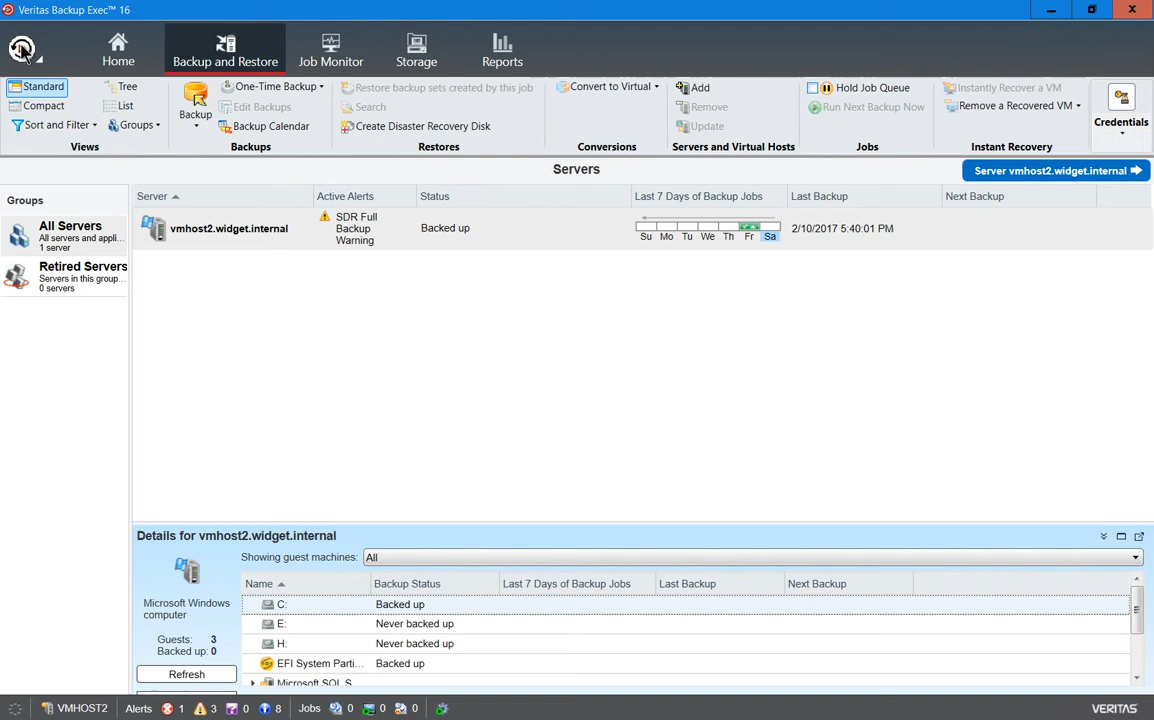 Veritas Backup Exec™ 16
Home
Backup and Restore
Job Monitor
Storage
Reports
Standard
Tree
Compact
List
Sort and Filter
Groups
Views
Backup
One-Time Backup
Edit Backups
Backup Calendar
Backups
Restore backup sets created by this job
Search
Create Disaster Recovery Disk
Restores
Convert to Virtual
Conversions
Add
Remove
Update
Servers and Virtual Hosts
Hold Job Queue
Run Next Backup Now
Jobs
Instantly Recover a VM
Remove a Recovered VM
Instant Recovery
Credentials
Servers
Server vmhost2.widget.internal
Groups
All Servers
All servers and appli...
1 server
Retired Servers
Servers in this group...
0 servers
Server
Active Alerts
Status
Last 7 Days of Backup Jobs
Last Backup
Next Backup
vmhost2.widget.internal
SDR Full
Backup
Warning
Backed up
Su Mo Tu We Th Fr Sa
2/10/2017 5:40:01 PM
Details for vmhost2.widget.internal
Microsoft Windows
computer
Guests: 3
Backed up: 0
Refresh
Showing guest machines: All
Name
Backup Status
Last 7 Days of Backup Jobs
Last Backup
Next Backup
C: Backed up
E: Never backed up
H: Never backed up
EFI System Parti... Backed up
Microsoft SQL S...
VMHOST2
Alerts 1 3 0 8
Jobs 0 0 0
VERITAS